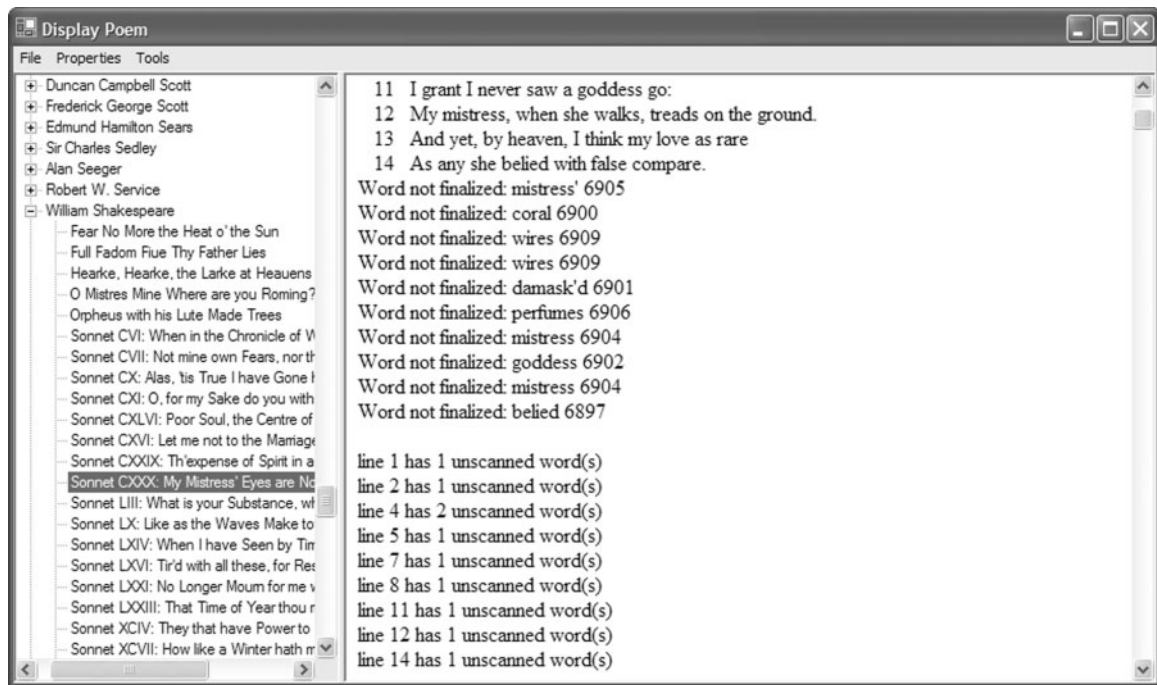 Display Poem
File Properties Tools
Duncan Campbell Scott
Frederick George Scott
Edmund Hamilton Sears
Sir Charles Sedley
Alan Seeger
Robert W. Service
William Shakespeare
Fear No More the Heat o' the Sun
Full Fadom Fiue Thy Father Lies
Hearke, Hearke, the Larke at Heauens
O Mistres Mine Where are you Roming?
Orpheus with his Lute Made Trees
Sonnet CVI: When in the Chronicle of W
Sonnet CVII: Not mine own Fears, nor th
Sonnet CX: Alas, 'tis True I have Gone h
Sonnet CXI: O, for my Sake do you with
Sonnet CXLVI: Poor Soul, the Centre of
Sonnet CXVI: Let me not to the Marriage
Sonnet CXXIX: Th'expense of Spirit in a
Sonnet CXXX: My Mistress' Eyes are No
Sonnet LIII: What is your Substance, wh
Sonnet LX: Like as the Waves Make to
Sonnet LXIV: When I have Seen by Tim
Sonnet LXVI: Tir'd with all these, for Res
Sonnet LXXI: No Longer Mourn for me w
Sonnet LXXIII: That Time of Year thou m
Sonnet XCIV: They that have Power to
Sonnet XCVII: How like a Winter hath m
11 I grant I never saw a goddess go:
12 My mistress, when she walks, treads on the ground.
13 And yet, by heaven, I think my love as rare
14 As any she belied with false compare.
Word not finalized: mistress' 6905
Word not finalized: coral 6900
Word not finalized: wires 6909
Word not finalized: wires 6909
Word not finalized: damask'd 6901
Word not finalized: perfumes 6906
Word not finalized: mistress 6904
Word not finalized: goddess 6902
Word not finalized: mistress 6904
Word not finalized: belied 6897
line 1 has 1 unscanned word(s)
line 2 has 1 unscanned word(s)
line 4 has 2 unscanned word(s)
line 5 has 1 unscanned word(s)
line 7 has 1 unscanned word(s)
line 8 has 1 unscanned word(s)
line 11 has 1 unscanned word(s)
line 12 has 1 unscanned word(s)
line 14 has 1 unscanned word(s)